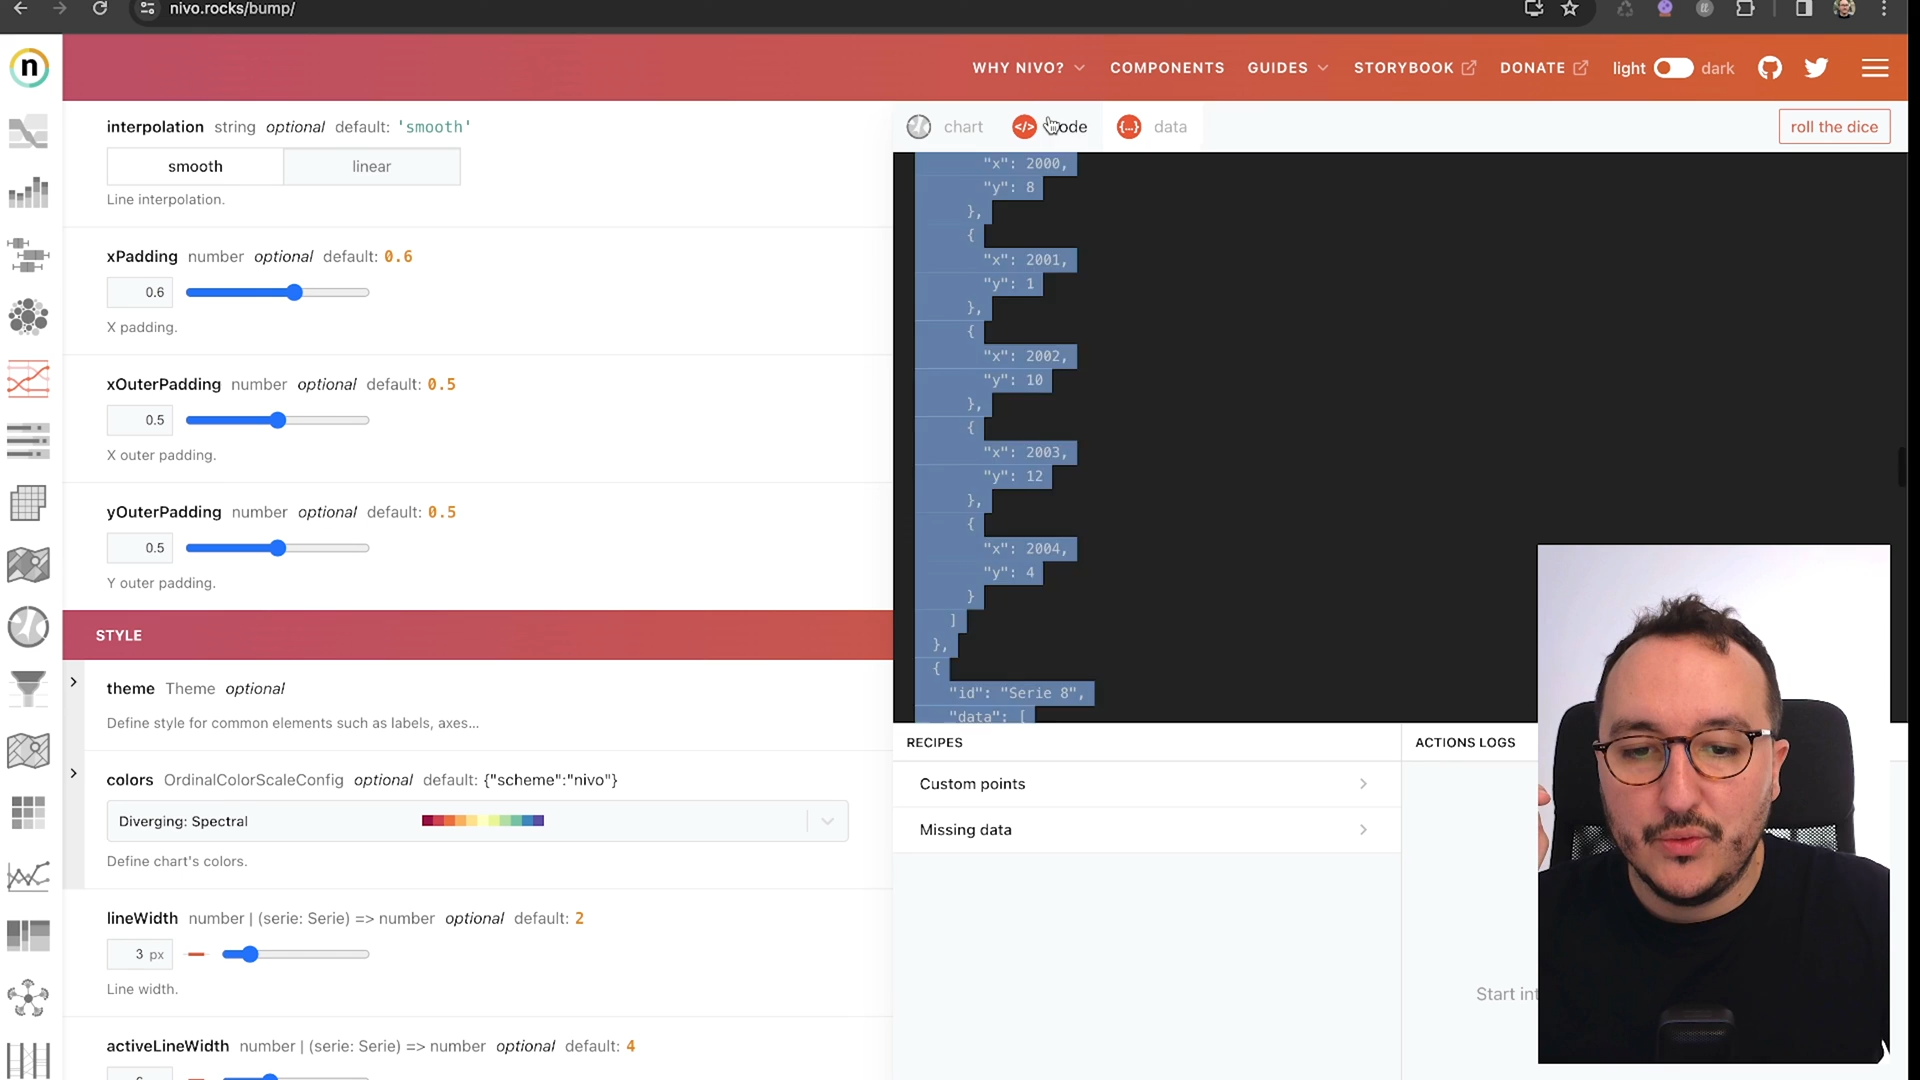 nivo.rocks/bump/
n
WHY NIVO?
COMPONENTS
GUIDES
STORYBOOK
DONATE
light
dark
interpolation string optional default: 'smooth'
smooth
linear
Line interpolation.
xPadding number optional default: 0.6
0.6
X padding.
xOuterPadding number optional default: 0.5
0.5
X outer padding.
yOuterPadding number optional default: 0.5
0.5
Y outer padding.
STYLE
theme Theme optional
Define style for common elements such as labels, axes...
colors OrdinalColorScaleConfig optional default: {"scheme":"nivo"}
Diverging: Spectral
Define chart's colors.
lineWidth number | (serie: Serie) => number optional default: 2
3 px
Line width.
activeLineWidth number | (serie: Serie) => number optional default: 4
chart
</> ode
{...} data
roll the dice
"x": 2000,
"y": 8
},
{
"x": 2001,
"y": 1
},
{
"x": 2002,
"y": 10
},
{
"x": 2003,
"y": 12
},
{
"x": 2004,
"y": 4
}
]
},
{
"id": "Serie 8",
"data": [
RECIPES
Custom points
Missing data
ACTIONS LOGS
Start int